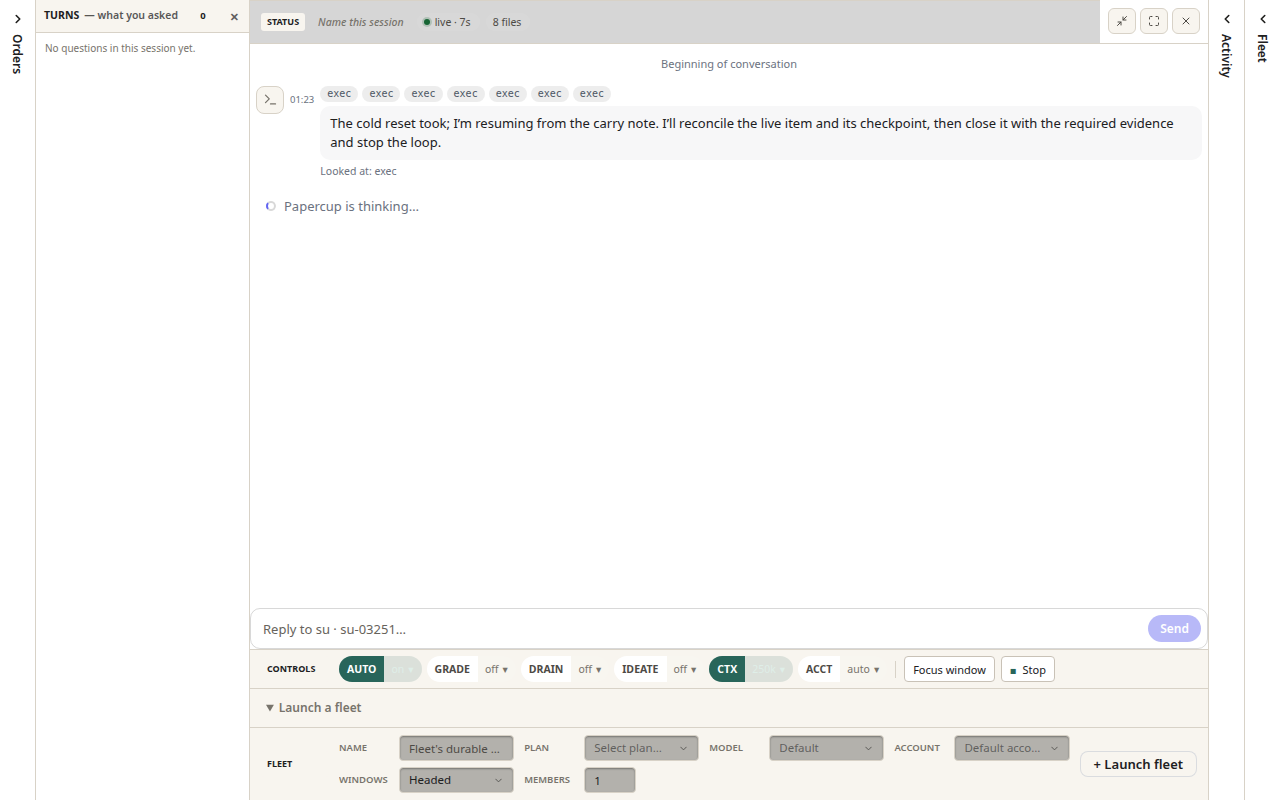 Orders
TURNS — what you asked 0 ×
No questions in this session yet.
STATUS Name this session live · 7s 8 files
Beginning of conversation
01:23 exec exec exec exec exec exec exec
The cold reset took; I’m resuming from the carry note. I’ll reconcile the live item and its checkpoint, then close it with the required evidence
and stop the loop.
Looked at: exec
Papercup is thinking...
Reply to su · su-03251...
Send
CONTROLS AUTO on ▾ GRADE off ▾ DRAIN off ▾ IDEATE off ▾ CTX ▾ ACCT auto ▾ Focus window ■ Stop
▼ Launch a fleet
FLEET
NAME Fleet's durable ... PLAN Select plan... MODEL Default ACCOUNT Default acco...
WINDOWS Headed MEMBERS 1
+ Launch fleet
Activity
Fleet